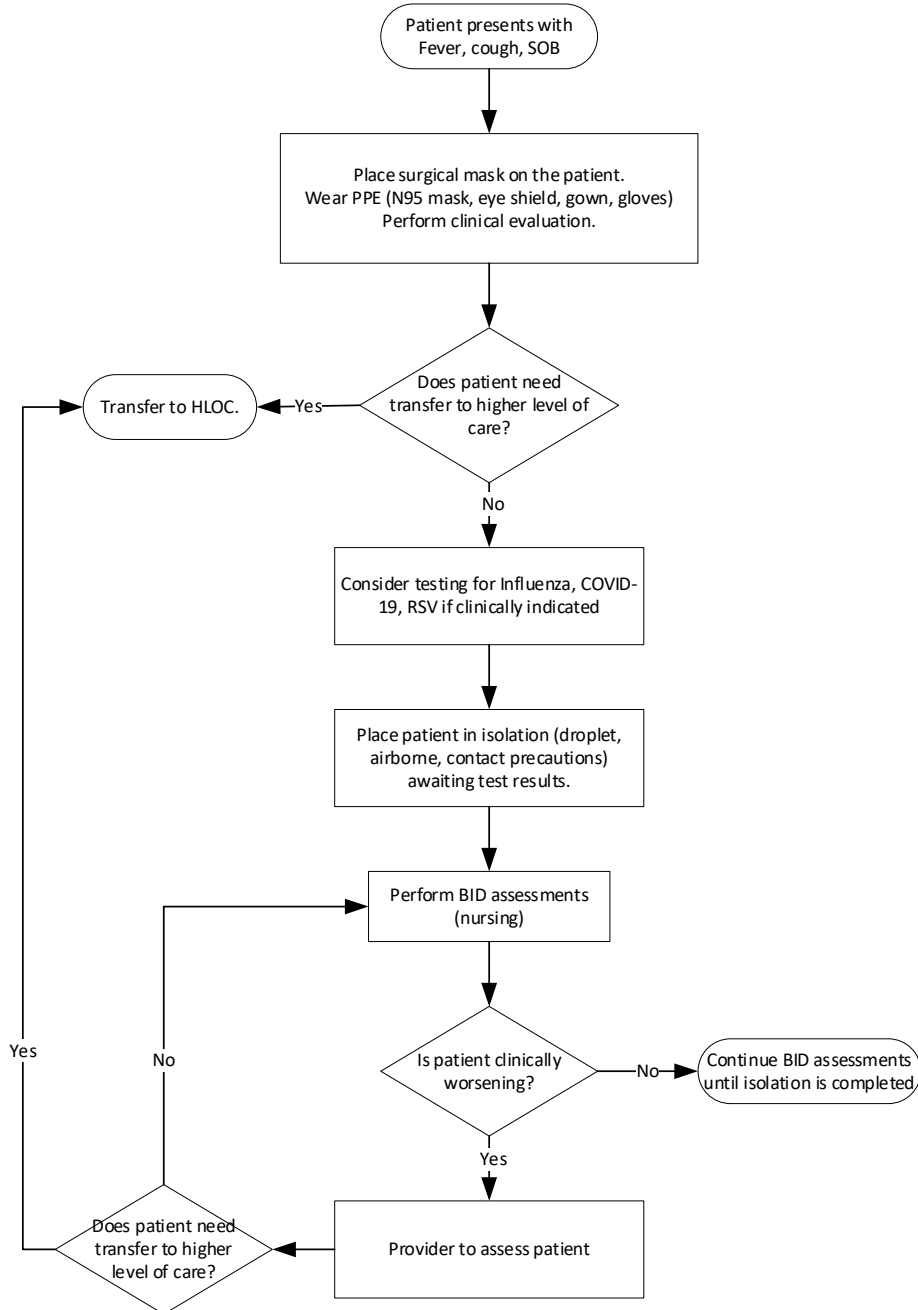 Patient presents with
Fever, cough, SOB
Place surgical mask on the patient.
Wear PPE (N95 mask, eye shield, gown, gloves)
Perform clinical evaluation.
Does patient need
transfer to higher level of
care?
Yes
Transfer to HLOC.
No
Consider testing for Influenza, COVID-
19, RSV if clinically indicated
Place patient in isolation (droplet,
airborne, contact precautions)
awaiting test results.
Perform BID assessments
(nursing)
Is patient clinically
worsening?
No
Continue BID assessments
until isolation is completed
Yes
Provider to assess patient
Does patient need
transfer to higher
level of care?
No
Yes